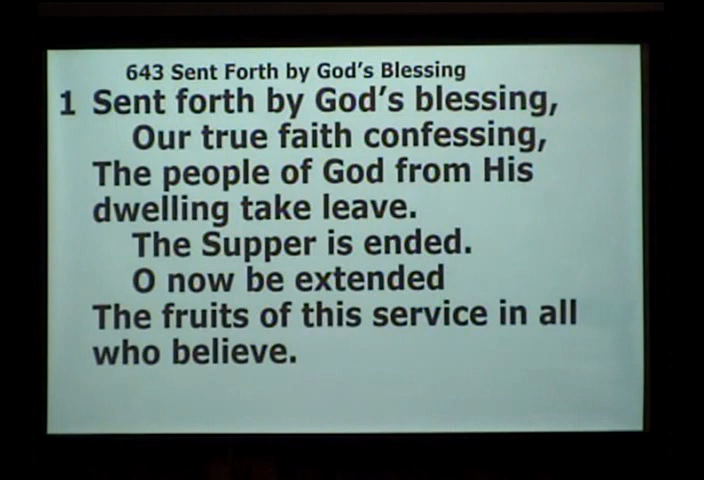 643 Sent Forth by God's Blessing
1 Sent forth by God's blessing,
Our true faith confessing,
The people of God from His
dwelling take leave.
The Supper is ended.
O now be extended
The fruits of this service in all
who believe.